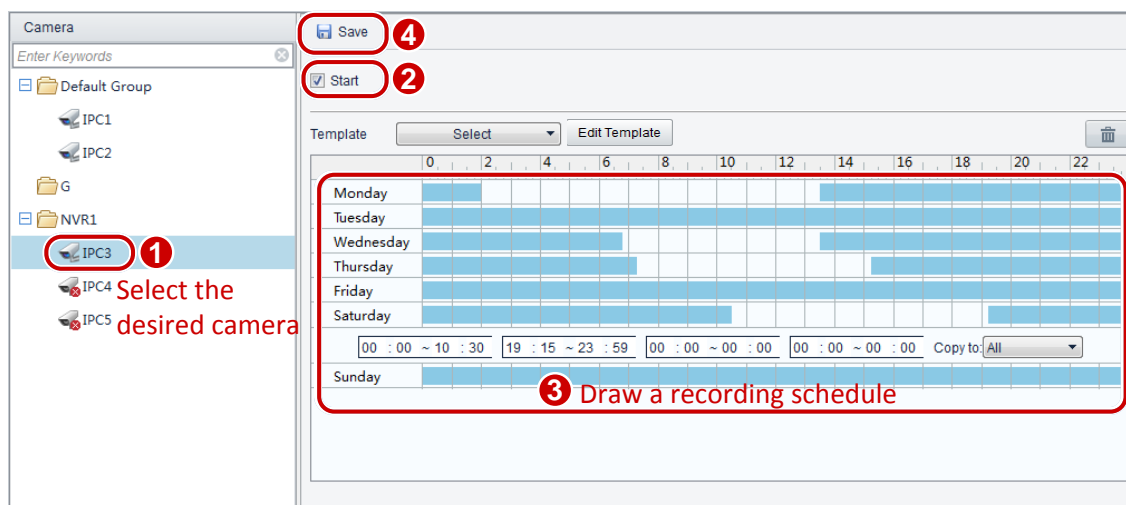 Camera
Enter Keywords
Default Group
IPC1
IPC2
G
NVR1
IPC3
1
IPC4
IPC5
Select the
desired camera
Save
4
Start
2
Template Select Edit Template
0 2 4 6 8 10 12 14 16 18 20 22
Monday
Tuesday
Wednesday
Thursday
Friday
Saturday
00 : 00 ~ 10 : 30 19 : 15 ~ 23 : 59 00 : 00 ~ 00 : 00 00 : 00 ~ 00 : 00 Copy to: All
Sunday
3 Draw a recording schedule